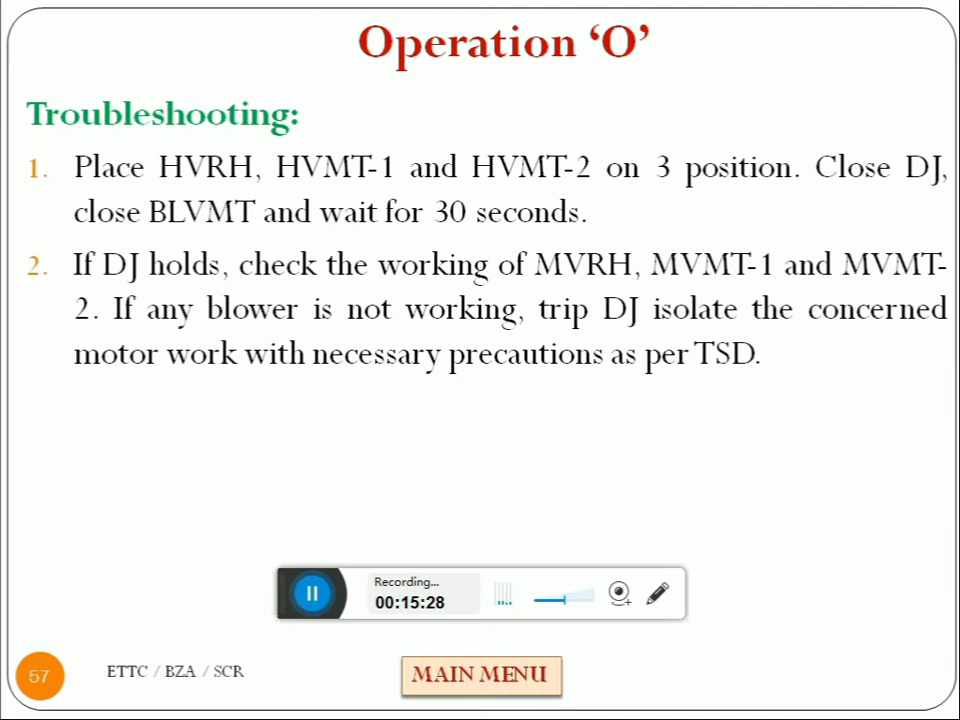 Operation ‘O’
Troubleshooting:
1. Place HVRH, HVMT-1 and HVMT-2 on 3 position. Close DJ,
close BLVMT and wait for 30 seconds.
2. If DJ holds, check the working of MVRH, MVMT-1 and MVMT-
2. If any blower is not working, trip DJ isolate the concerned
motor work with necessary precautions as per TSD.
Recording...
00:15:28
57
ETTC / BZA / SCR
MAIN MENU